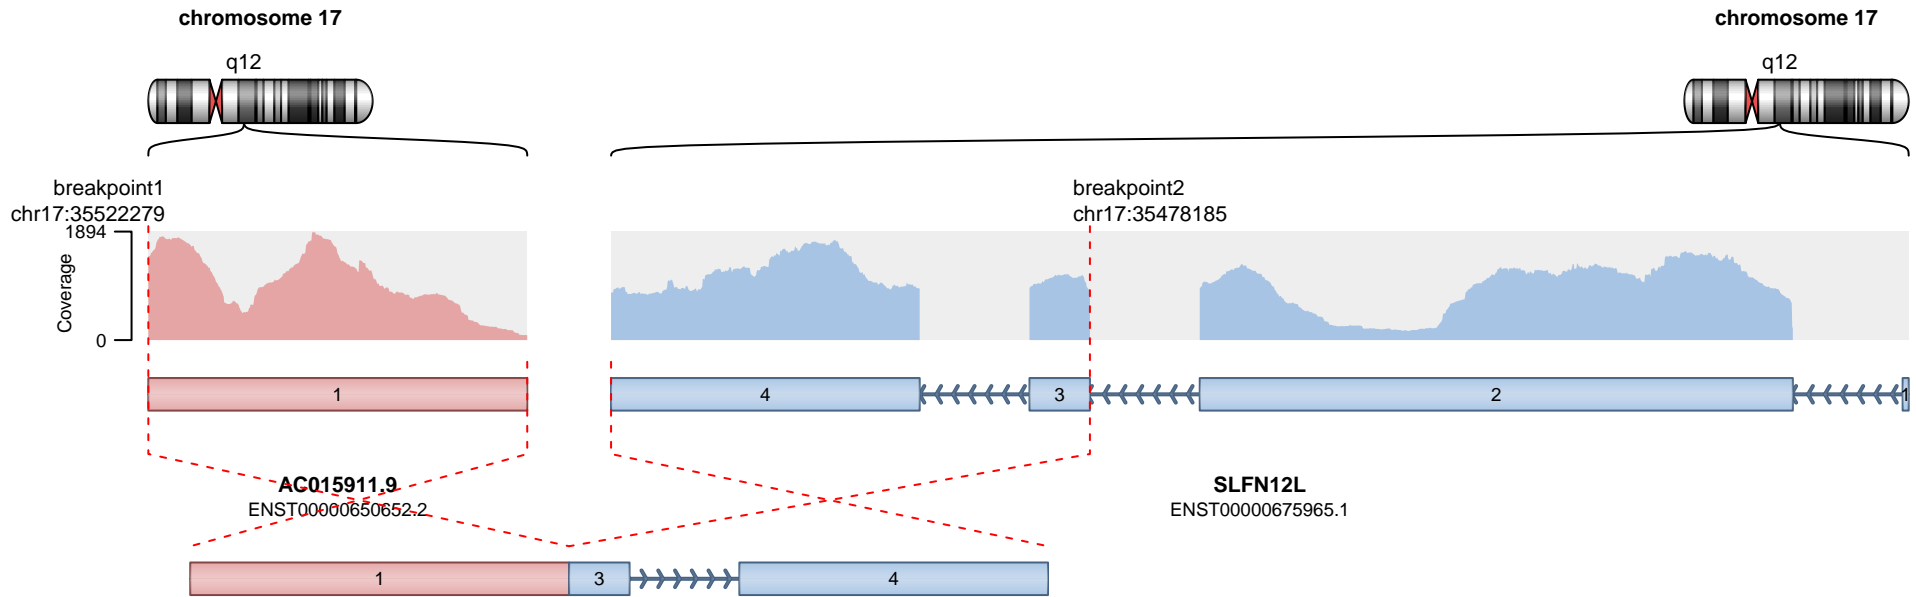 chromosome 17
chromosome 17
q12
q12
breakpoint1
chr17:35522279
breakpoint2
chr17:35478185
1894
Coverage
0
1
4
3
2
1
AC015911.9
ENST00000650652.2
SLFN12L
ENST00000675965.1
1
3
4